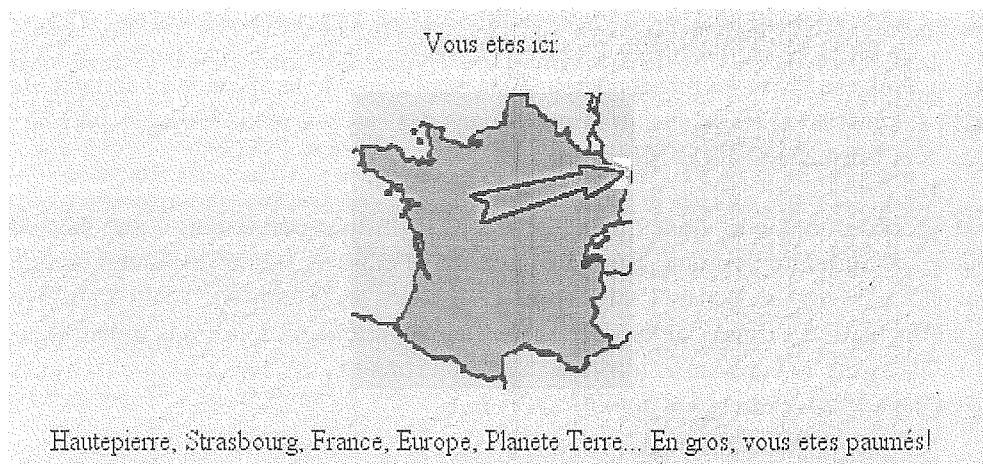 Vous etes ici:
Hautepierre, Strasbourg, France, Europe, Planete Terre... En gros, vous etes paumés!